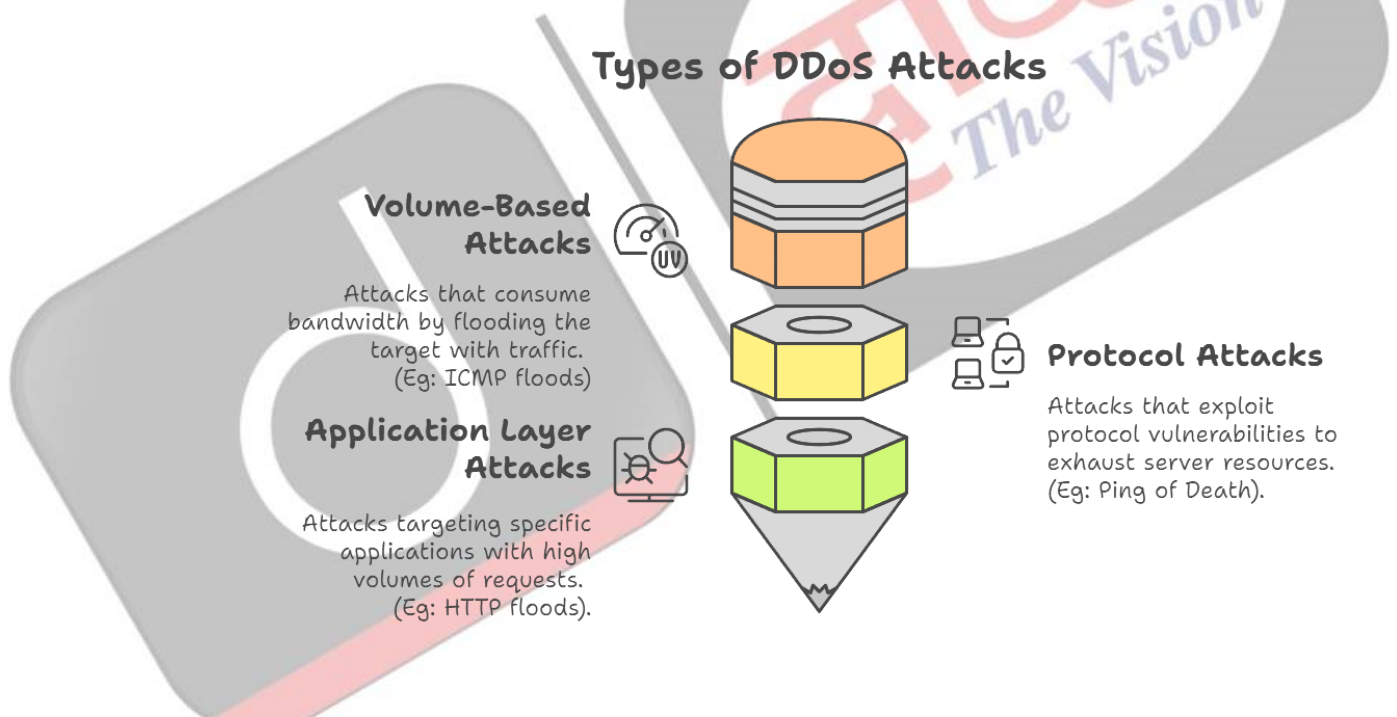 Types of DDoS Attacks
The Vision
Volume-Based
Attacks
UV
Attacks that consume
bandwidth by flooding the
target with traffic.
(Eg: ICMP floods)
Protocol Attacks
Attacks that exploit
protocol vulnerabilities to
exhaust server resources.
(Eg: Ping of Death).
Application Layer
Attacks
Attacks targeting specific
applications with high
volumes of requests.
(Eg: HTTP floods).
d